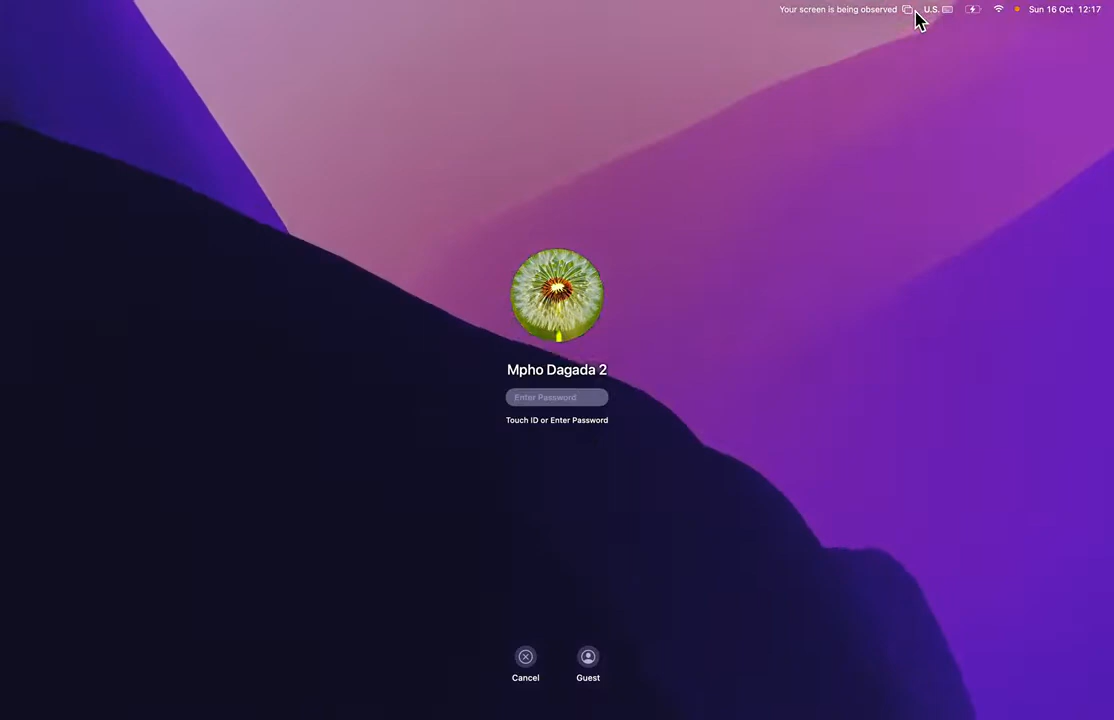 Your screen is being observed U.S. Sun 16 Oct 12:17
Mpho Dagada 2
Enter Password
Touch ID or Enter Password
Cancel Guest